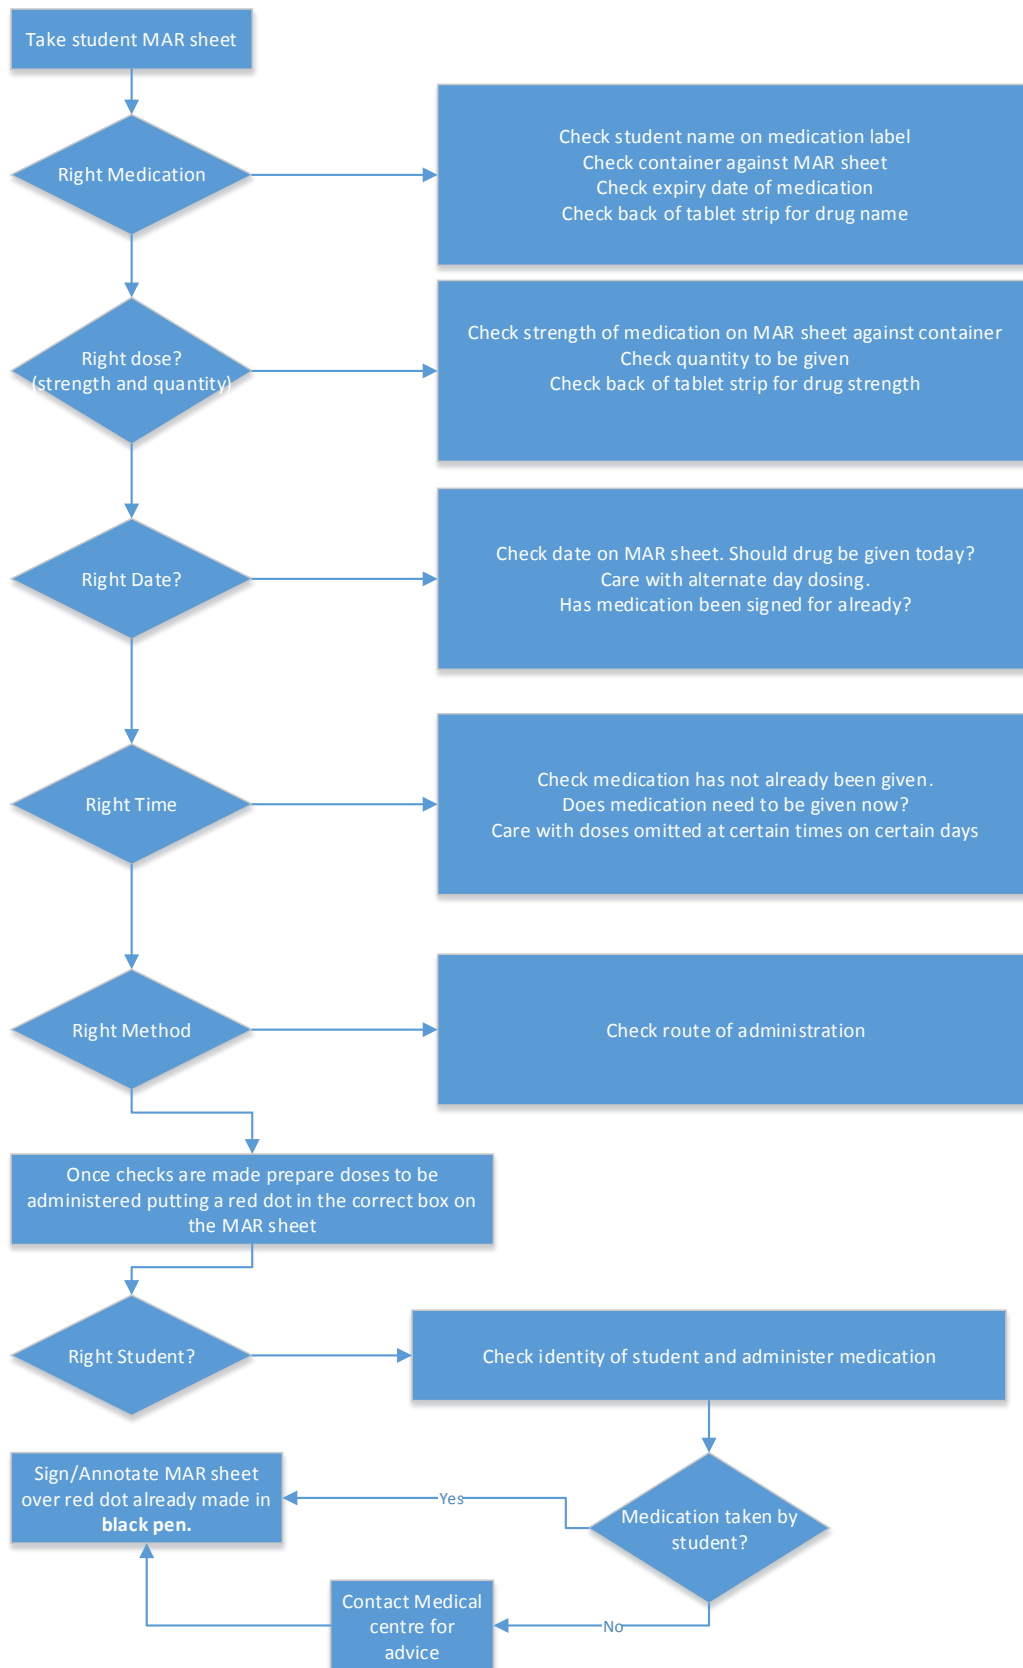 Take student MAR sheet
Right Medication
Check student name on medication label
Check container against MAR sheet
Check expiry date of medication
Check back of tablet strip for drug name
Right dose?
(strength and quantity)
Check strength of medication on MAR sheet against container
Check quantity to be given
Check back of tablet strip for drug strength
Right Date?
Check date on MAR sheet. Should drug be given today?
Care with alternate day dosing.
Has medication been signed for already?
Right Time
Check medication has not already been given.
Does medication need to be given now?
Care with doses omitted at certain times on certain days
Right Method
Check route of administration
Once checks are made prepare doses to be
administered putting a red dot in the correct box on
the MAR sheet
Right Student?
Check identity of student and administer medication
Sign/Annotate MAR sheet
over red dot already made in
black pen.
Yes
Medication taken by
student?
Contact Medical
centre for
advice
No